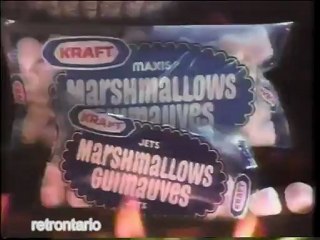 KRAFT
MAXIS
MARSHMALLOWS
GUIMAUVES
KRAFT
JETS
MARSHMALLOWS
GUIMAUVES
retrontario